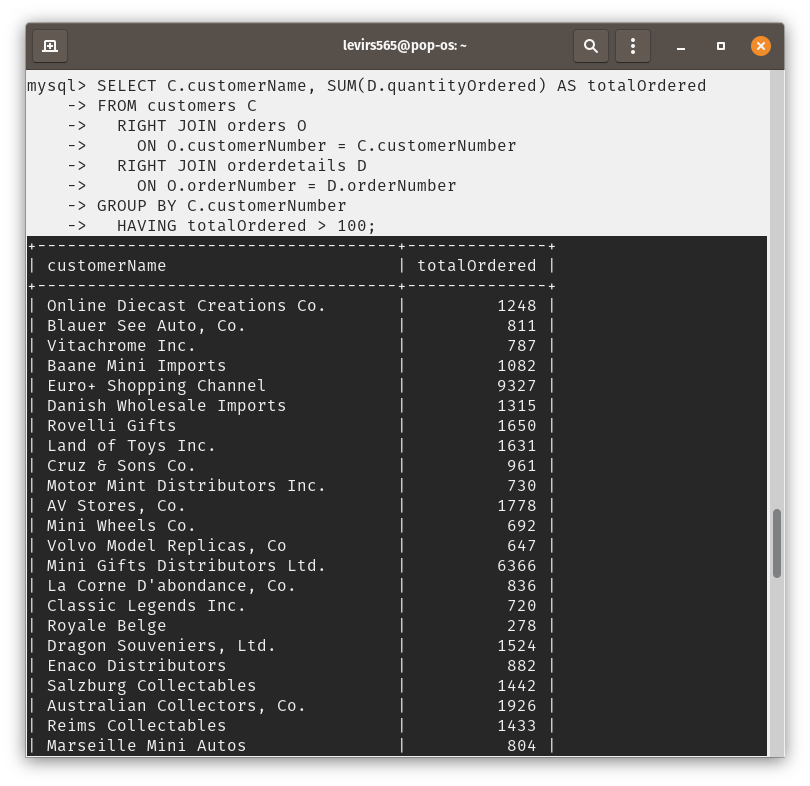 levirs565@pop-os: ~
mysql> SELECT C.customerName, SUM(D.quantityOrdered) AS totalOrdered
    -> FROM customers C
    ->   RIGHT JOIN orders O
    ->     ON O.customerNumber = C.customerNumber
    ->   RIGHT JOIN orderdetails D
    ->     ON O.orderNumber = D.orderNumber
    -> GROUP BY C.customerNumber
    ->   HAVING totalOrdered > 100;
+------------------------------------+--------------+
| customerName                       | totalOrdered |
+------------------------------------+--------------+
| Online Diecast Creations Co.       |         1248 |
| Blauer See Auto, Co.               |          811 |
| Vitachrome Inc.                    |          787 |
| Baane Mini Imports                 |         1082 |
| Euro+ Shopping Channel             |         9327 |
| Danish Wholesale Imports           |         1315 |
| Rovelli Gifts                      |         1650 |
| Land of Toys Inc.                  |         1631 |
| Cruz & Sons Co.                    |          961 |
| Motor Mint Distributors Inc.       |          730 |
| AV Stores, Co.                     |         1778 |
| Mini Wheels Co.                    |          692 |
| Volvo Model Replicas, Co           |          647 |
| Mini Gifts Distributors Ltd.       |         6366 |
| La Corne D'abondance, Co.          |          836 |
| Classic Legends Inc.               |          720 |
| Royale Belge                       |          278 |
| Dragon Souveniers, Ltd.            |         1524 |
| Enaco Distributors                 |          882 |
| Salzburg Collectables              |         1442 |
| Australian Collectors, Co.         |         1926 |
| Reims Collectables                 |         1433 |
| Marseille Mini Autos               |          804 |